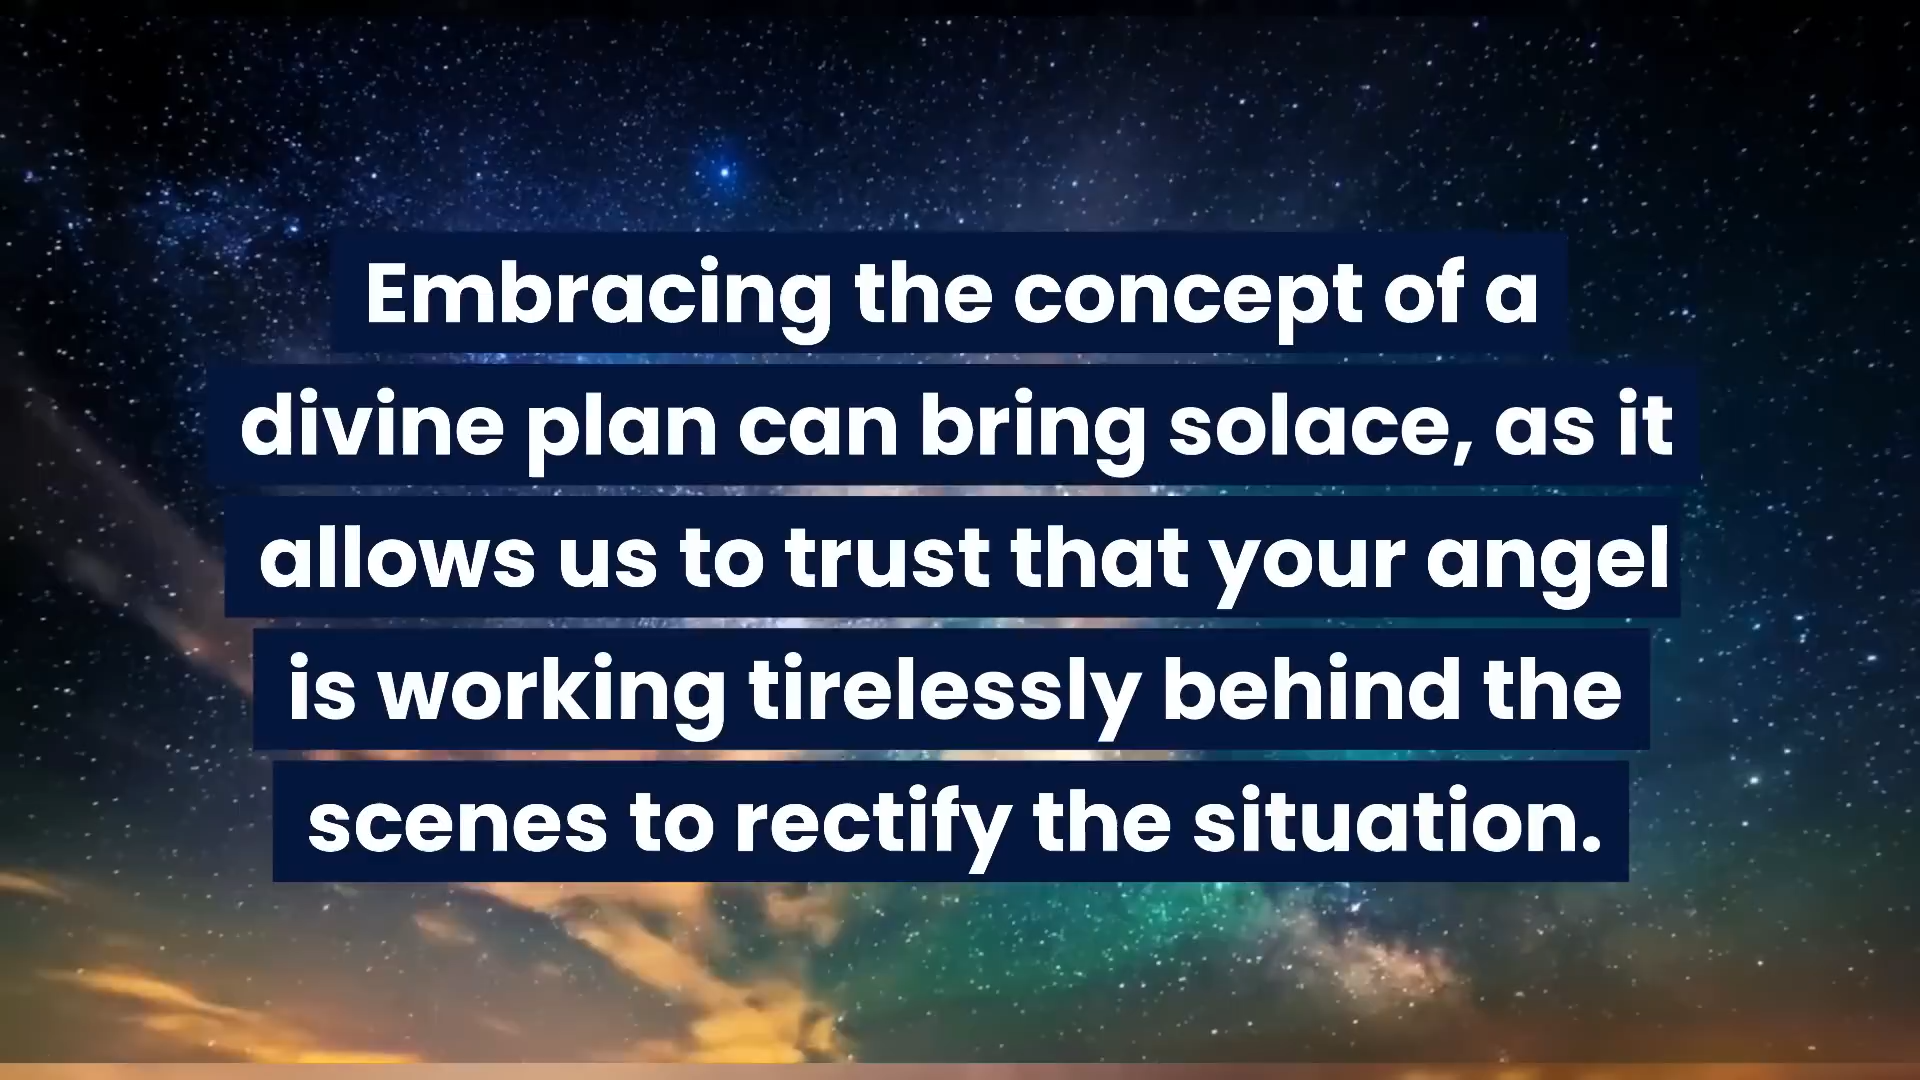 Embracing the concept of a
divine plan can bring solace, as it
allows us to trust that your angel
is working tirelessly behind the
scenes to rectify the situation.